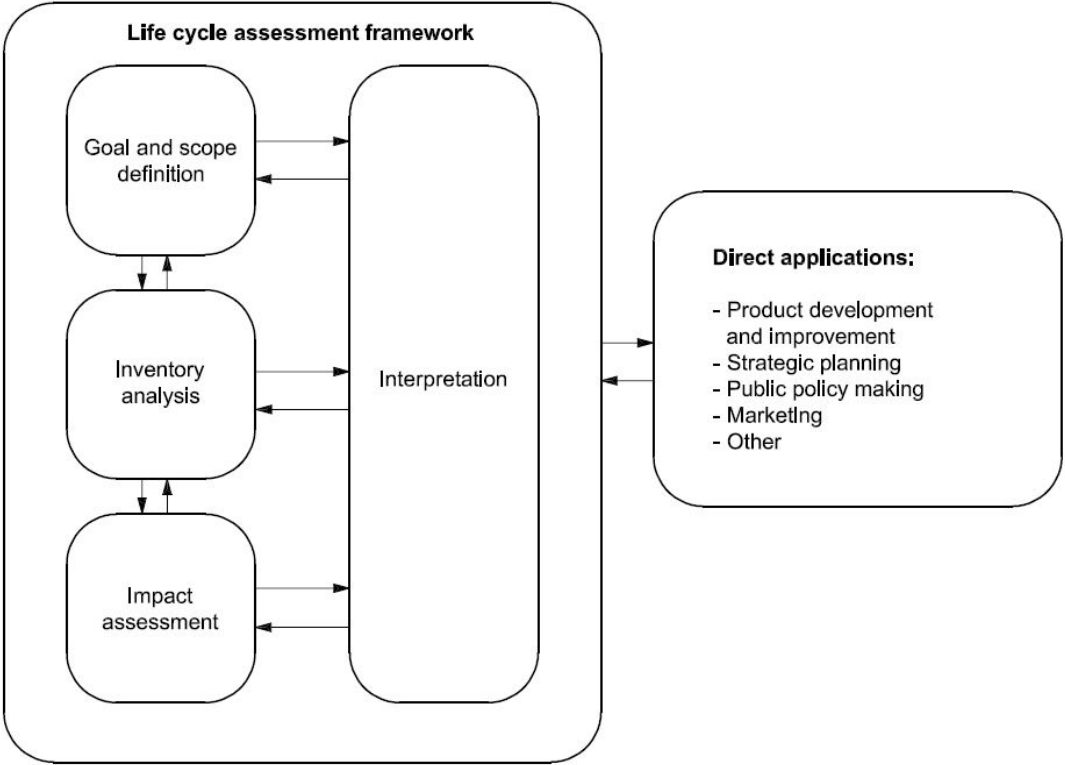 Life cycle assessment framework
Goal and scope
definition
Inventory
analysis
Impact
assessment
Interpretation
Direct applications:
- Product development
and improvement
- Strategic planning
- Public policy making
- MarketIng
- Other